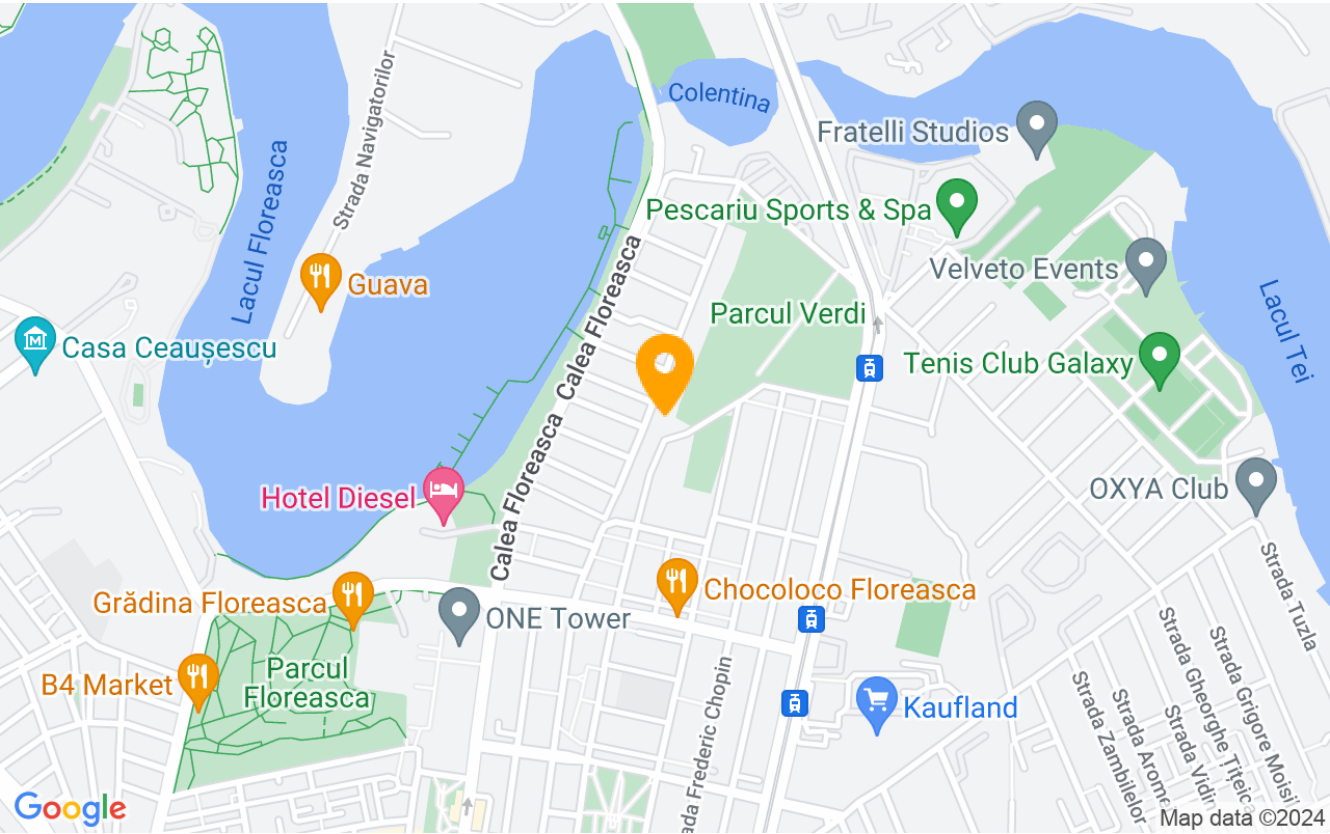 Colentina
Fratelli Studios
Strada Navigatorilor
Lacul Floreasca
Pescariu Sports & Spa
Calea Floreasca
Velveto Events
Guava
Parcul Verdi
Lacul Tei
Casa Ceaușescu
Tenis Club Galaxy
Calea Floreasca
Hotel Diesel
OXYA Club
Chocoloco Floreasca
Grădina Floreasca
ONE Tower
Strada Tuzla
Parcul
Floreasca
B4 Market
Strada Gheorghe Țițeica
Strada Grigore Moisil
Kaufland
ada Frederic Chopin
Strada Zambilelor
Strada Arome
Strada Vidin
Google
Map data ©2024